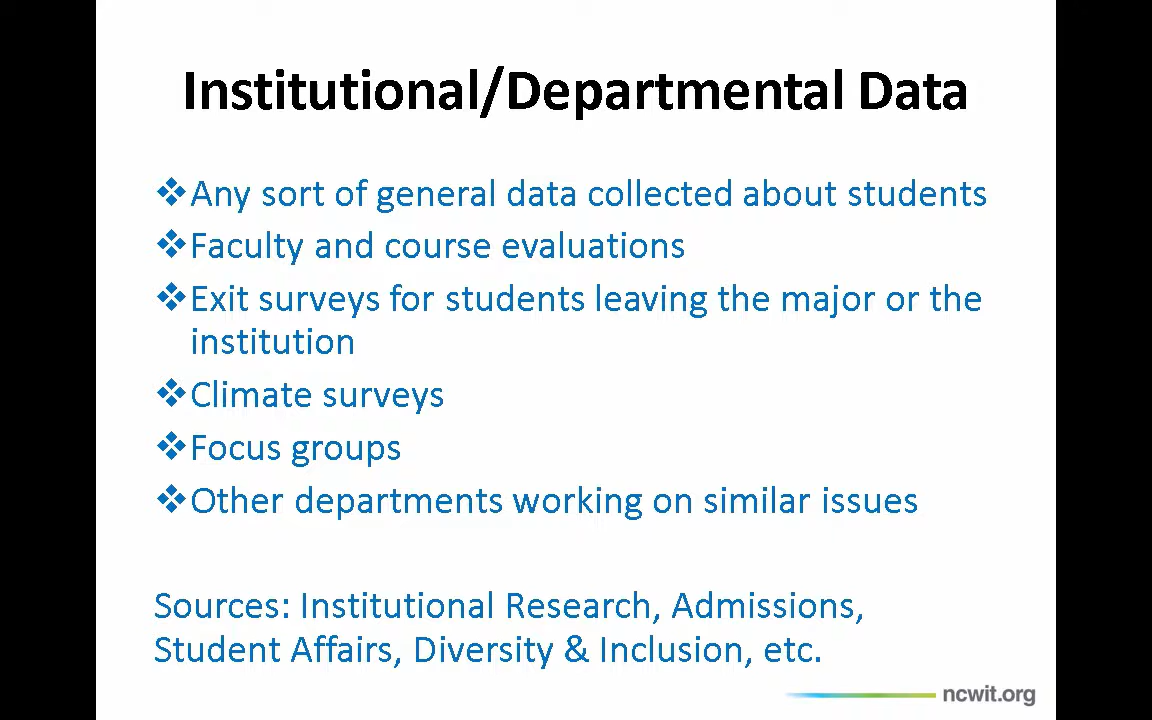 Institutional/Departmental Data
❖Any sort of general data collected about students
❖Faculty and course evaluations
❖Exit surveys for students leaving the major or the
institution
❖Climate surveys
❖Focus groups
❖Other departments working on similar issues
Sources: Institutional Research, Admissions,
Student Affairs, Diversity & Inclusion, etc.
ncwit.org